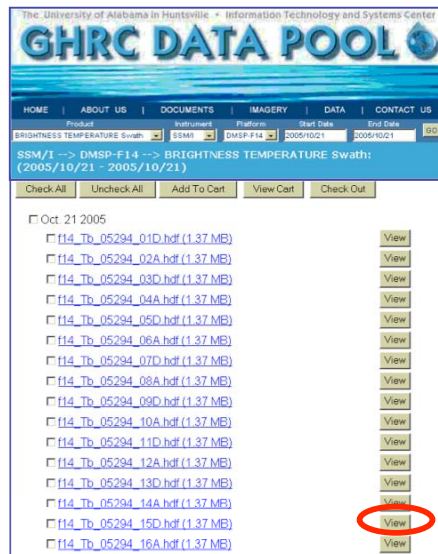 The University of Alabama in Huntsville • Information Technology and Systems Center
GHRC DATA POOL
HOME | ABOUT US | DOCUMENTS | IMAGERY | DATA | CONTACT US
Product Instrument Platform Start Date End Date
BRIGHTNESS TEMPERATURE Swath SSM/I DMSP-F14 2005/10/21 2005/10/21 GO
SSM/I --> DMSP-F14 --> BRIGHTNESS TEMPERATURE Swath:
(2005/10/21 - 2005/10/21)
Check All Uncheck All Add To Cart View Cart Check Out
Oct. 21 2005
f14_Tb_05294_01D.hdf (1.37 MB) View
f14_Tb_05294_02A.hdf (1.37 MB) View
f14_Tb_05294_03D.hdf (1.37 MB) View
f14_Tb_05294_04A.hdf (1.37 MB) View
f14_Tb_05294_05D.hdf (1.37 MB) View
f14_Tb_05294_06A.hdf (1.37 MB) View
f14_Tb_05294_07D.hdf (1.37 MB) View
f14_Tb_05294_08A.hdf (1.37 MB) View
f14_Tb_05294_09D.hdf (1.37 MB) View
f14_Tb_05294_10A.hdf (1.37 MB) View
f14_Tb_05294_11D.hdf (1.37 MB) View
f14_Tb_05294_12A.hdf (1.37 MB) View
f14_Tb_05294_13D.hdf (1.37 MB) View
f14_Tb_05294_14A.hdf (1.37 MB) View
f14_Tb_05294_15D.hdf (1.37 MB) View
f14_Tb_05294_16A.hdf (1.37 MB) View